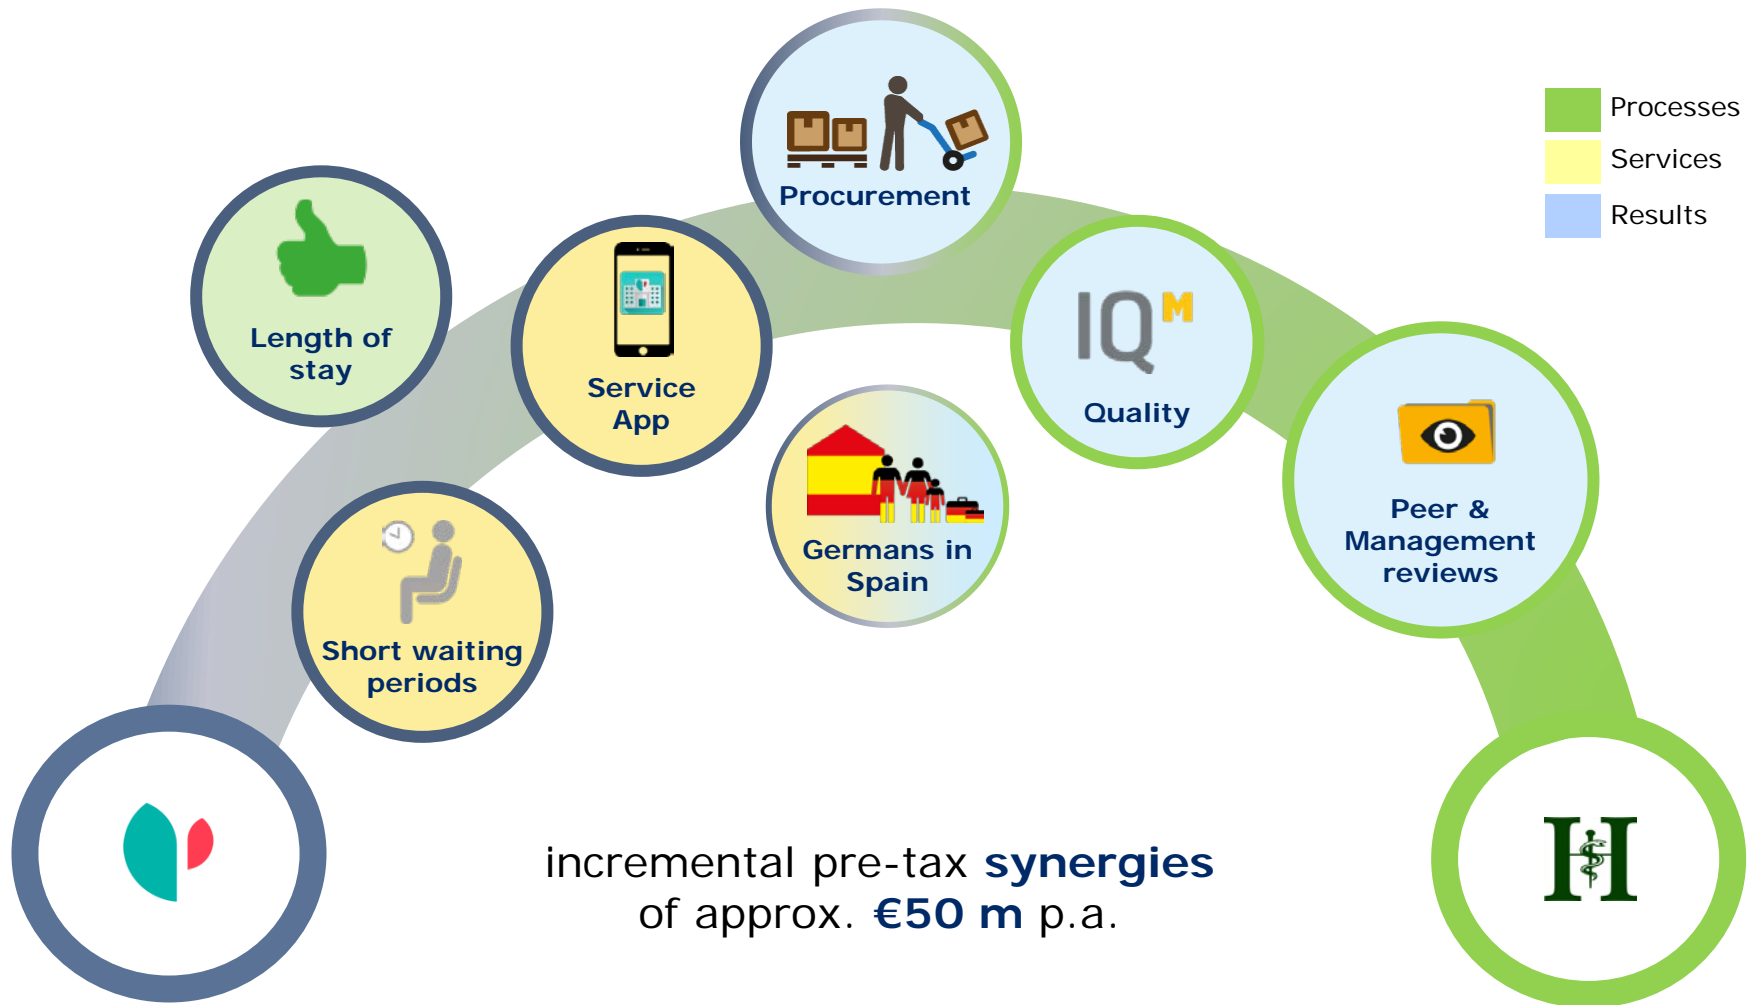 Processes
Services
Results
Procurement
Length of
stay
Service
App
IQM
Quality
Germans in
Spain
Peer &
Management
reviews
Short waiting
periods
H
incremental pre-tax synergies
of approx. €50 m p.a.